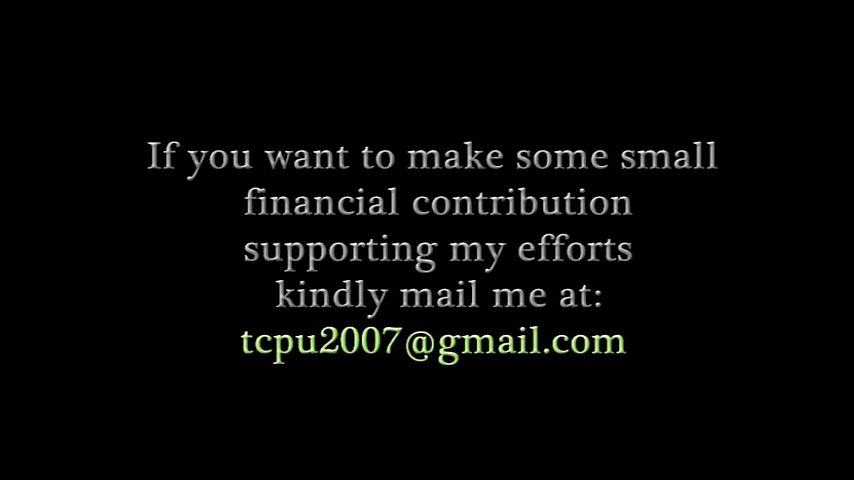 If you want to make some small
financial contribution
supporting my efforts
kindly mail me at:
tcpu2007@gmail.com